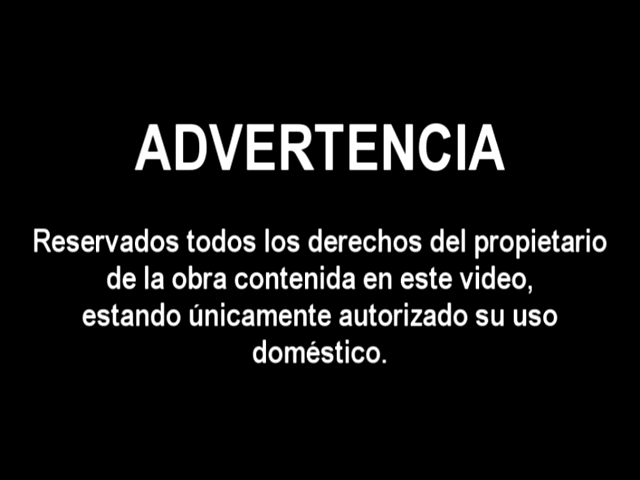 ADVERTENCIA
Reservados todos los derechos del propietario
de la obra contenida en este video,
estando únicamente autorizado su uso
doméstico.